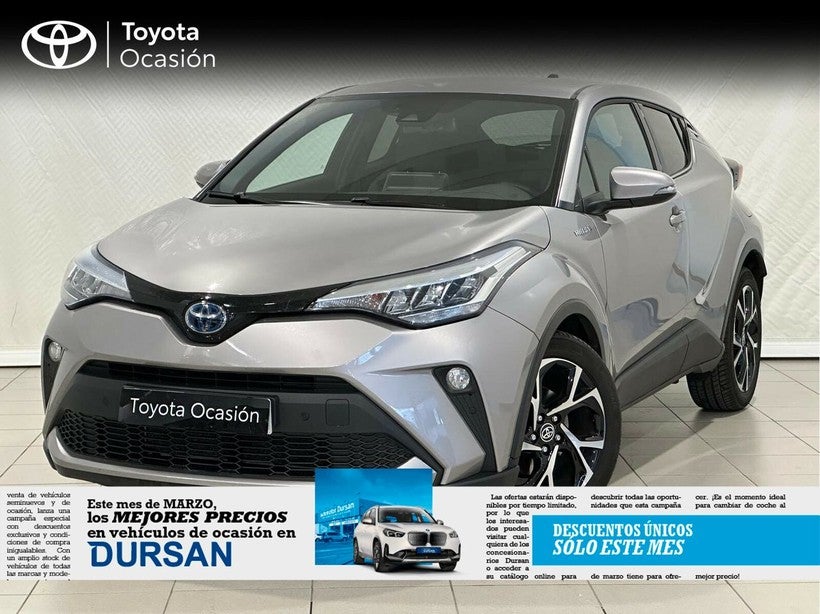 Toyota
Ocasión
HYBRID
Toyota Ocasión
venta de vehículos
seminuevos y de
ocasión, lanza una
campaña especial
con descuentos
exclusivos y condi-
ciones de compra
inigualables. Con
un amplio stock de
vehículos de todas
las marcas y mode-
Este mes de MARZO,
los MEJORES PRECIOS
en vehículos de ocasión en
DURSAN
Dursan
Las ofertas estarán dispo-
nibles por tiempo limitado,
por lo que
los interesa-
dos pueden
visitar cual-
quiera de los
concesiona-
rios Dursan
o acceder a
su catálogo online para
descubrir todas las oportuni-
dades que esta campaña
cer. ¡Es el momento ideal
para cambiar de coche al
DESCUENTOS ÚNICOS
SÓLO ESTE MES
de marzo tiene para ofre-
mejor precio!